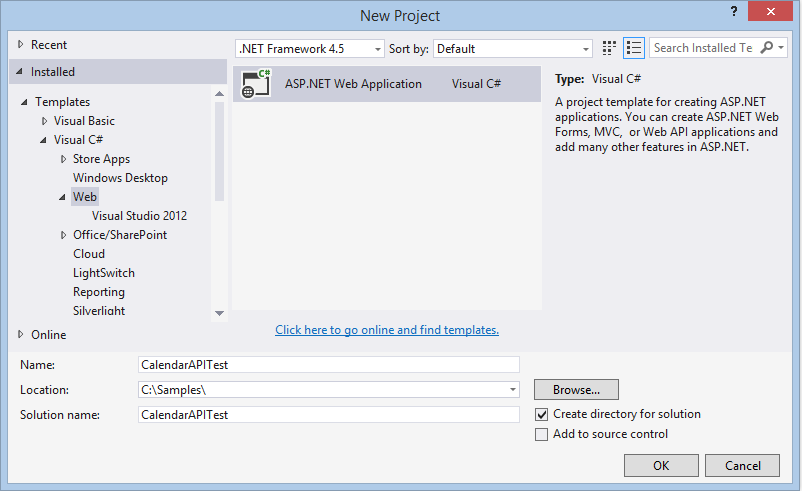 New Project
?
Recent
Installed
Templates
Visual Basic
Visual C#
Store Apps
Windows Desktop
Web
Visual Studio 2012
Office/SharePoint
Cloud
LightSwitch
Reporting
Silverlight
Online
.NET Framework 4.5 Sort by: Default
Search Installed Te
C# ASP.NET Web Application Visual C#
Click here to go online and find templates.
Type: Visual C#
A project template for creating ASP.NET
applications. You can create ASP.NET Web
Forms, MVC, or Web API applications and
add many other features in ASP.NET.
Name: CalendarAPITest
Location: C:\Samples\ Browse...
Solution name: CalendarAPITest
Create directory for solution
Add to source control
OK Cancel